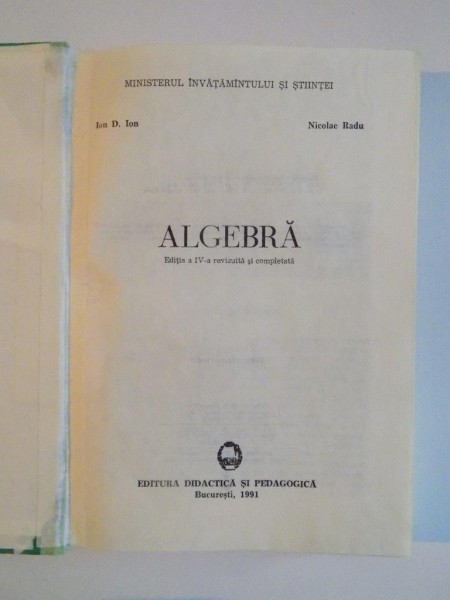 MINISTERUL ÎNVĂȚĂMÎNTULUI ȘI ȘTIINȚEI
Ion D. Ion Nicolae Radu
ALGEBRĂ
Ediția a IV-a revizuită și completată
EDITURA DIDACTICĂ ȘI PEDAGOGICĂ
București, 1991